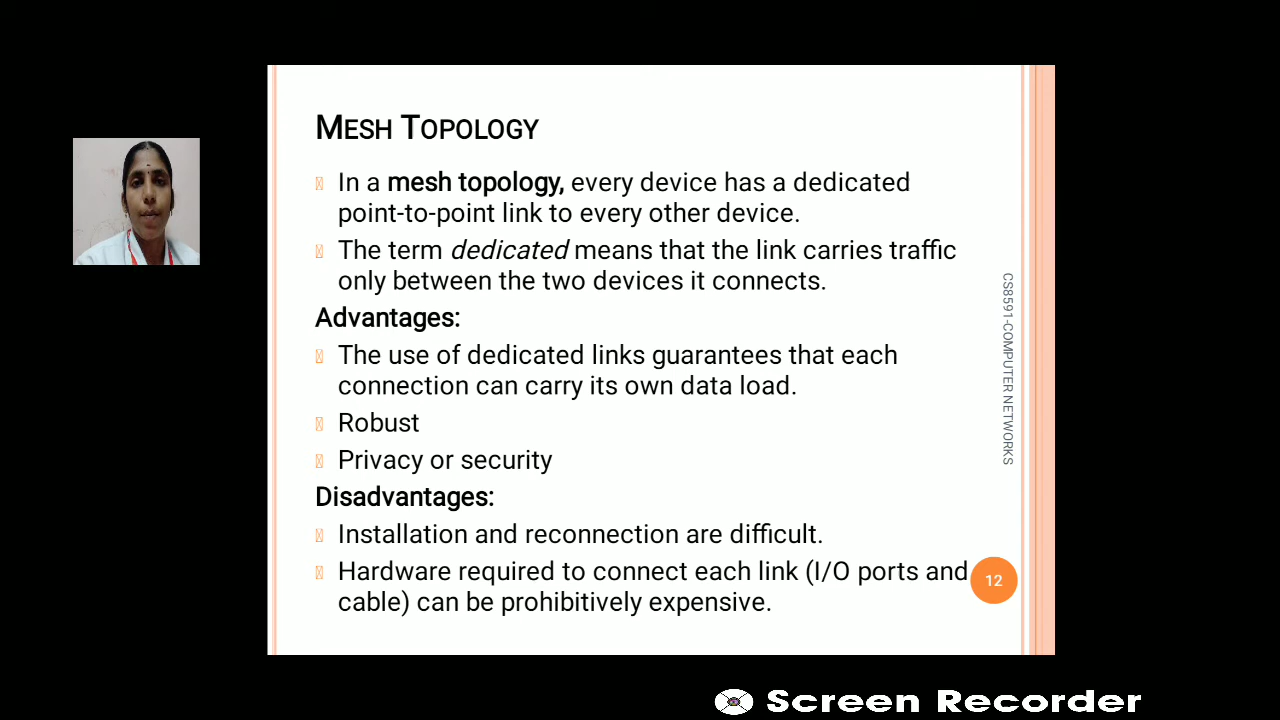 MESH TOPOLOGY
In a mesh topology, every device has a dedicated
point-to-point link to every other device.
The term dedicated means that the link carries traffic
only between the two devices it connects.
Advantages:
The use of dedicated links guarantees that each
connection can carry its own data load.
Robust
Privacy or security
Disadvantages:
Installation and reconnection are difficult.
Hardware required to connect each link (I/O ports and
cable) can be prohibitively expensive.
CS8591-COMPUTER NETWORKS
12
Screen Recorder